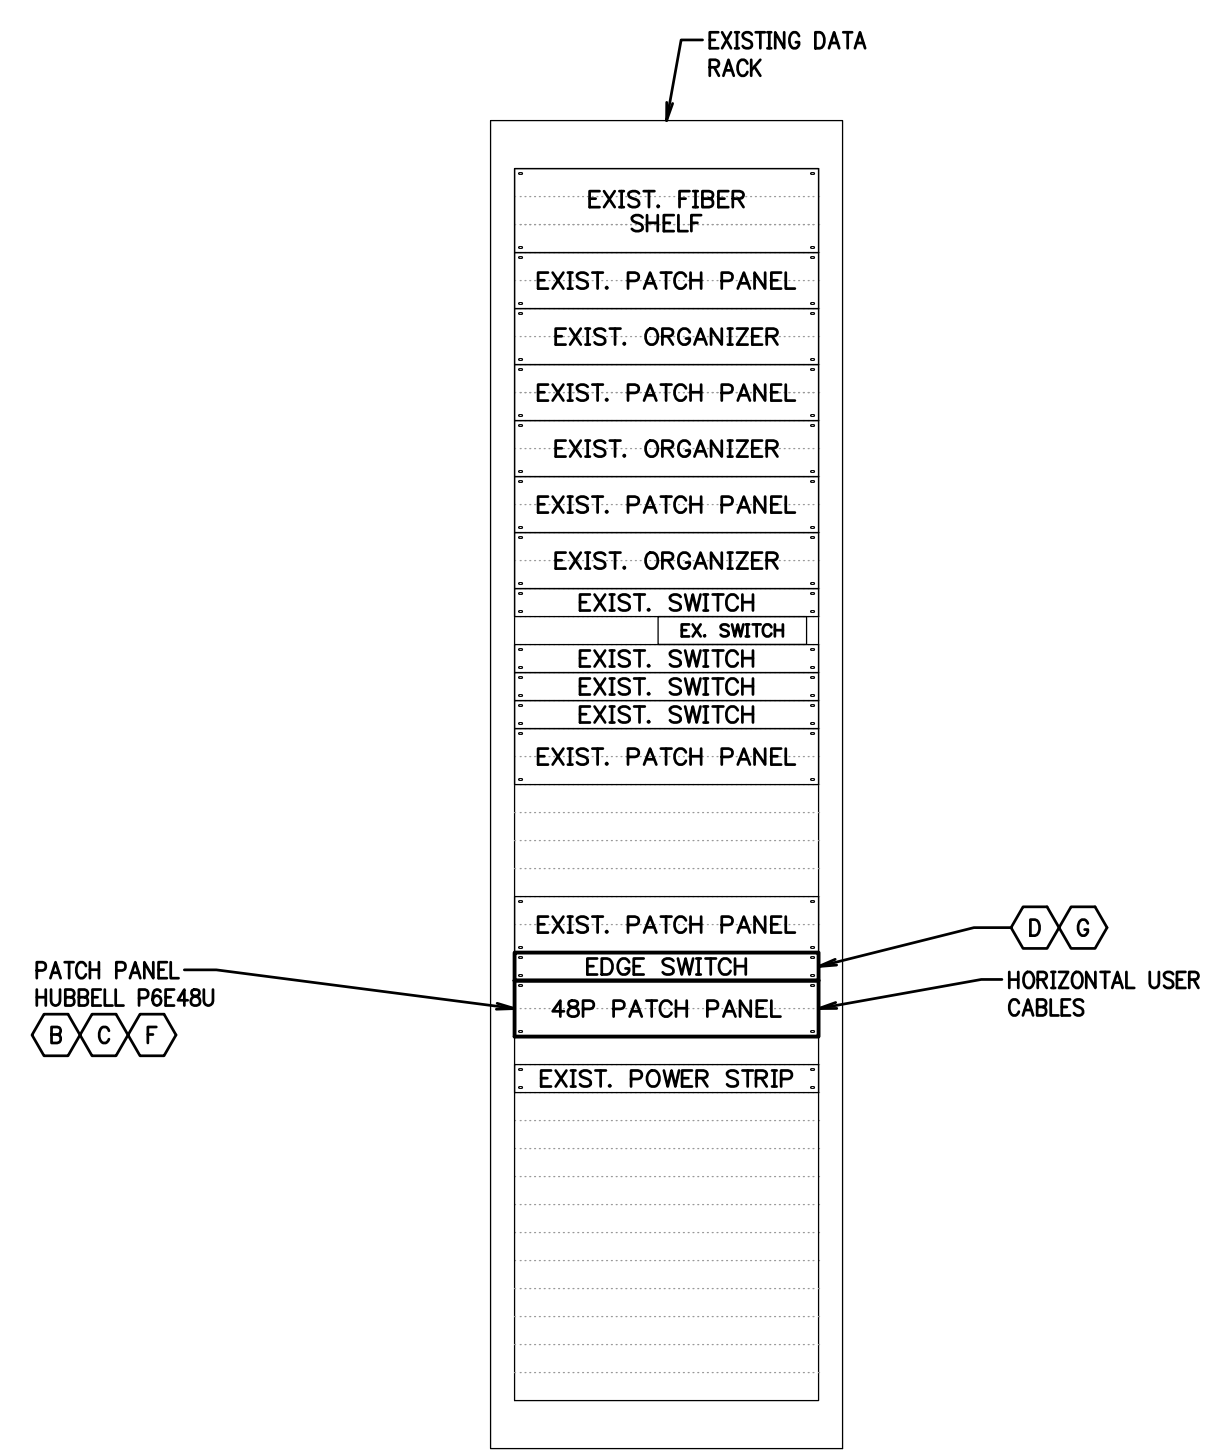 EXISTING DATA
RACK
EXIST. FIBER
SHELF
EXIST. PATCH PANEL
EXIST. ORGANIZER
EXIST. PATCH PANEL
EXIST. ORGANIZER
EXIST. PATCH PANEL
EXIST. ORGANIZER
EXIST. SWITCH
EX. SWITCH
EXIST. SWITCH
EXIST. SWITCH
EXIST. SWITCH
EXIST. PATCH PANEL
EXIST. PATCH PANEL
D G
EDGE SWITCH
PATCH PANEL
HUBBELL P6E48U
B C F
48P PATCH PANEL
HORIZONTAL USER
CABLES
EXIST. POWER STRIP